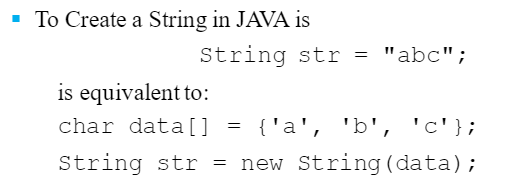 ▪ To Create a String in JAVA is
String str = "abc";
is equivalent to:
char data[] = {'a', 'b', 'c'};
String str = new String(data);